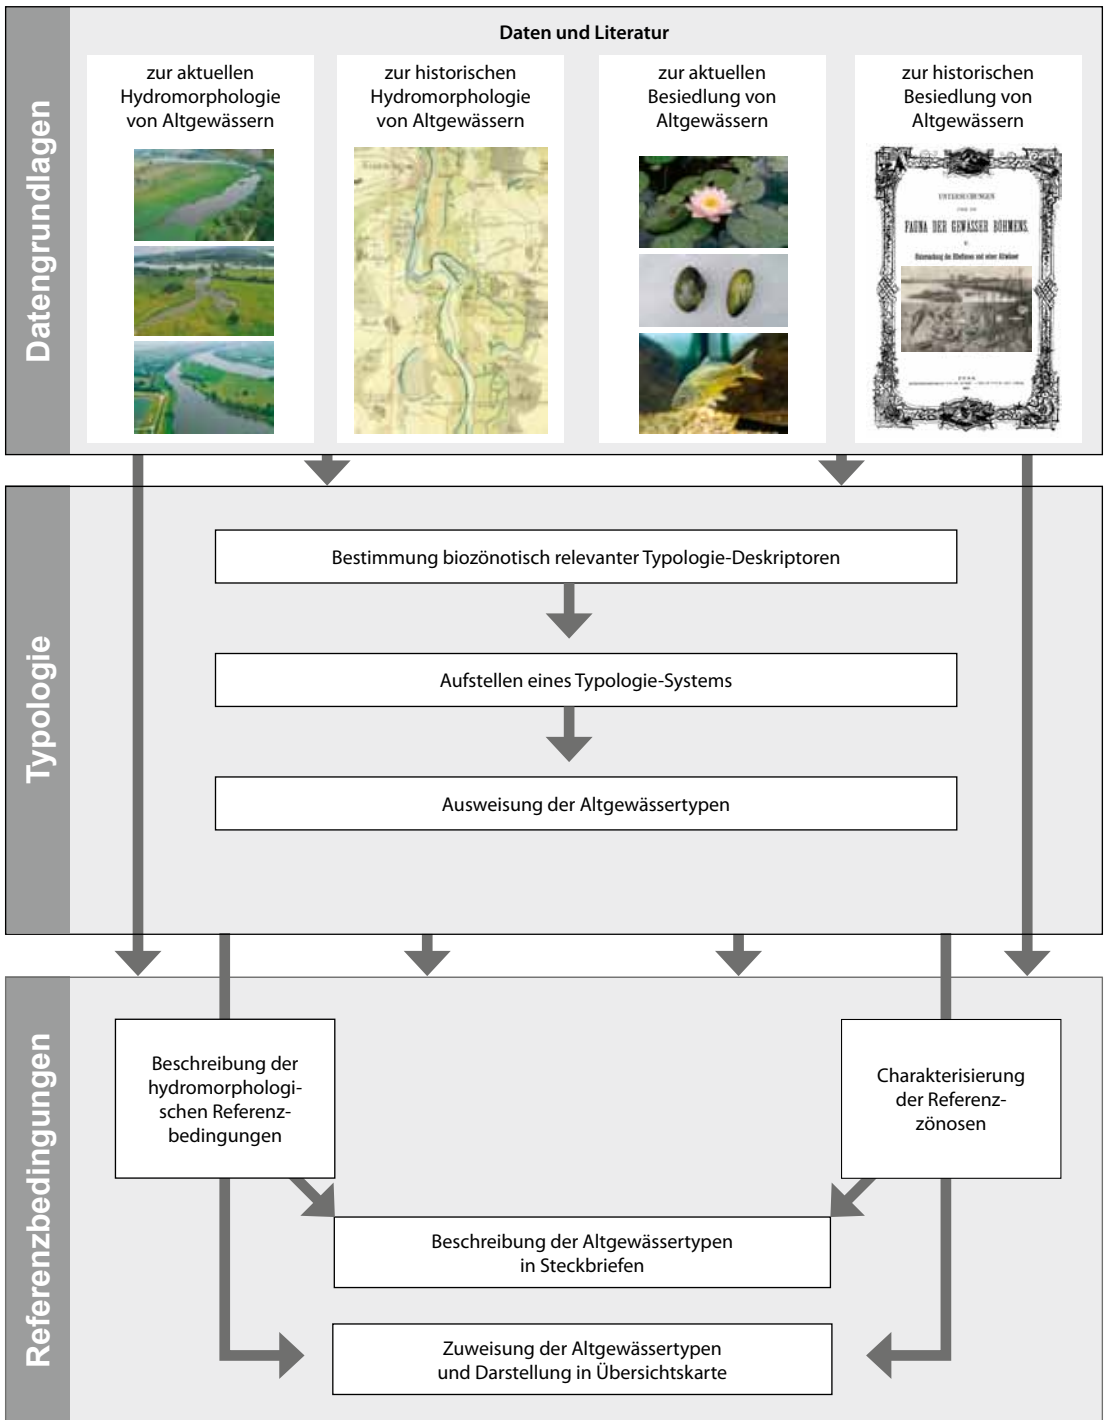 Datengrundlagen
Daten und Literatur
zur aktuellen
Hydromorphologie
von Altgewässern
zur historischen
Hydromorphologie
von Altgewässern
zur aktuellen
Besiedlung von
Altgewässern
zur historischen
Besiedlung von
Altgewässern
UNTERSUCHUNGEN
FAUNA DER GEWÄSSER BÖHMENS.
Typologie
Bestimmung biozönotisch relevanter Typologie-Deskriptoren
Aufstellen eines Typologie-Systems
Ausweisung der Altgewässertypen
Referenzbedingungen
Beschreibung der
hydromorphologi-
schen Referenz-
bedingungen
Charakterisierung
der Referenz-
zönosen
Beschreibung der Altgewässertypen
in Steckbriefen
Zuweisung der Altgewässertypen
und Darstellung in Übersichtskarte